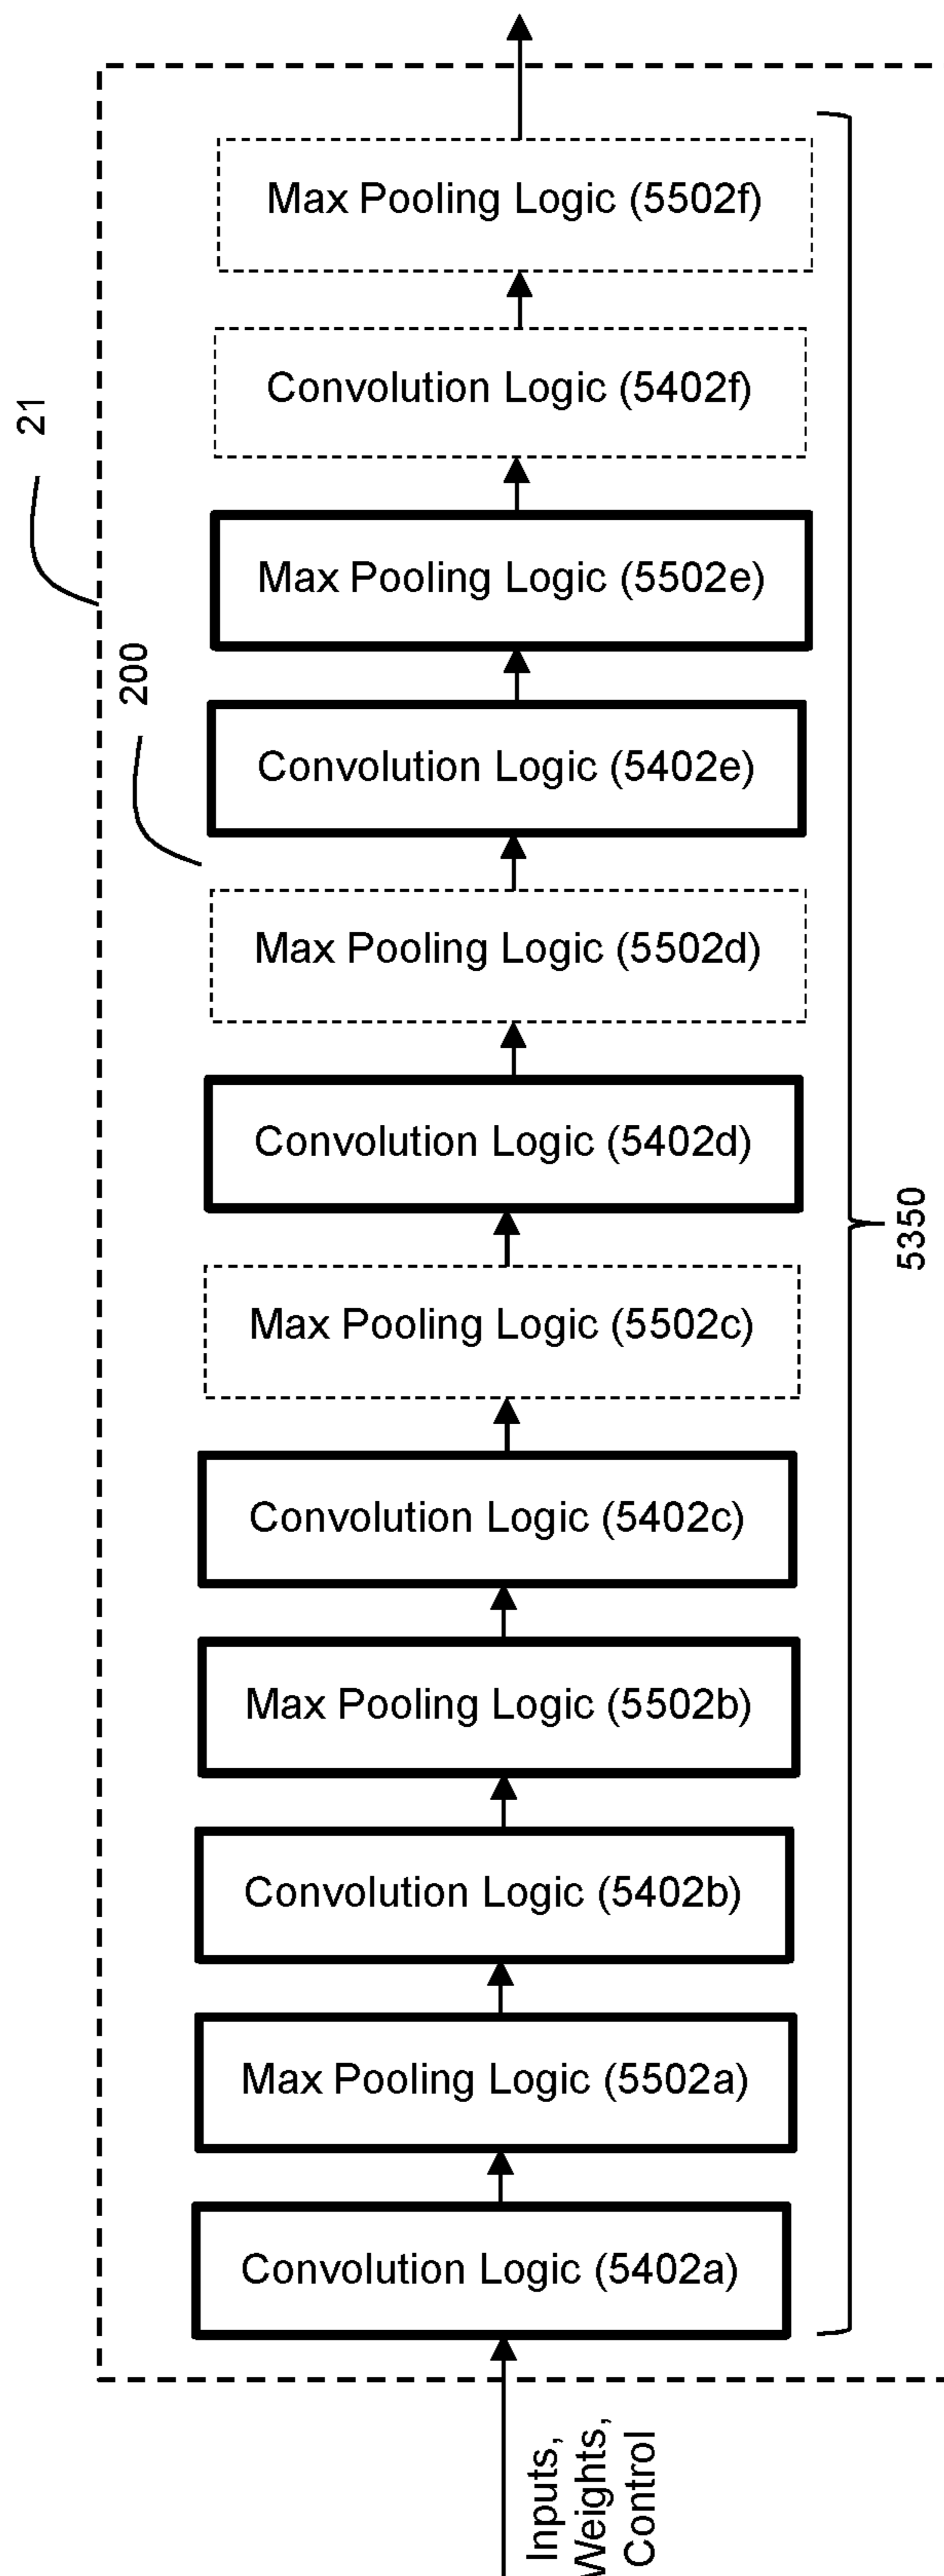 Max Pooling Logic (5502f)
Convolution Logic (5402f)
21
Max Pooling Logic (5502e)
200
Convolution Logic (5402e)
Max Pooling Logic (5502d)
Convolution Logic (5402d)
5350
Max Pooling Logic (5502c)
Convolution Logic (5402c)
Max Pooling Logic (5502b)
Convolution Logic (5402b)
Max Pooling Logic (5502a)
Convolution Logic (5402a)
Inputs,
Weights,
Control